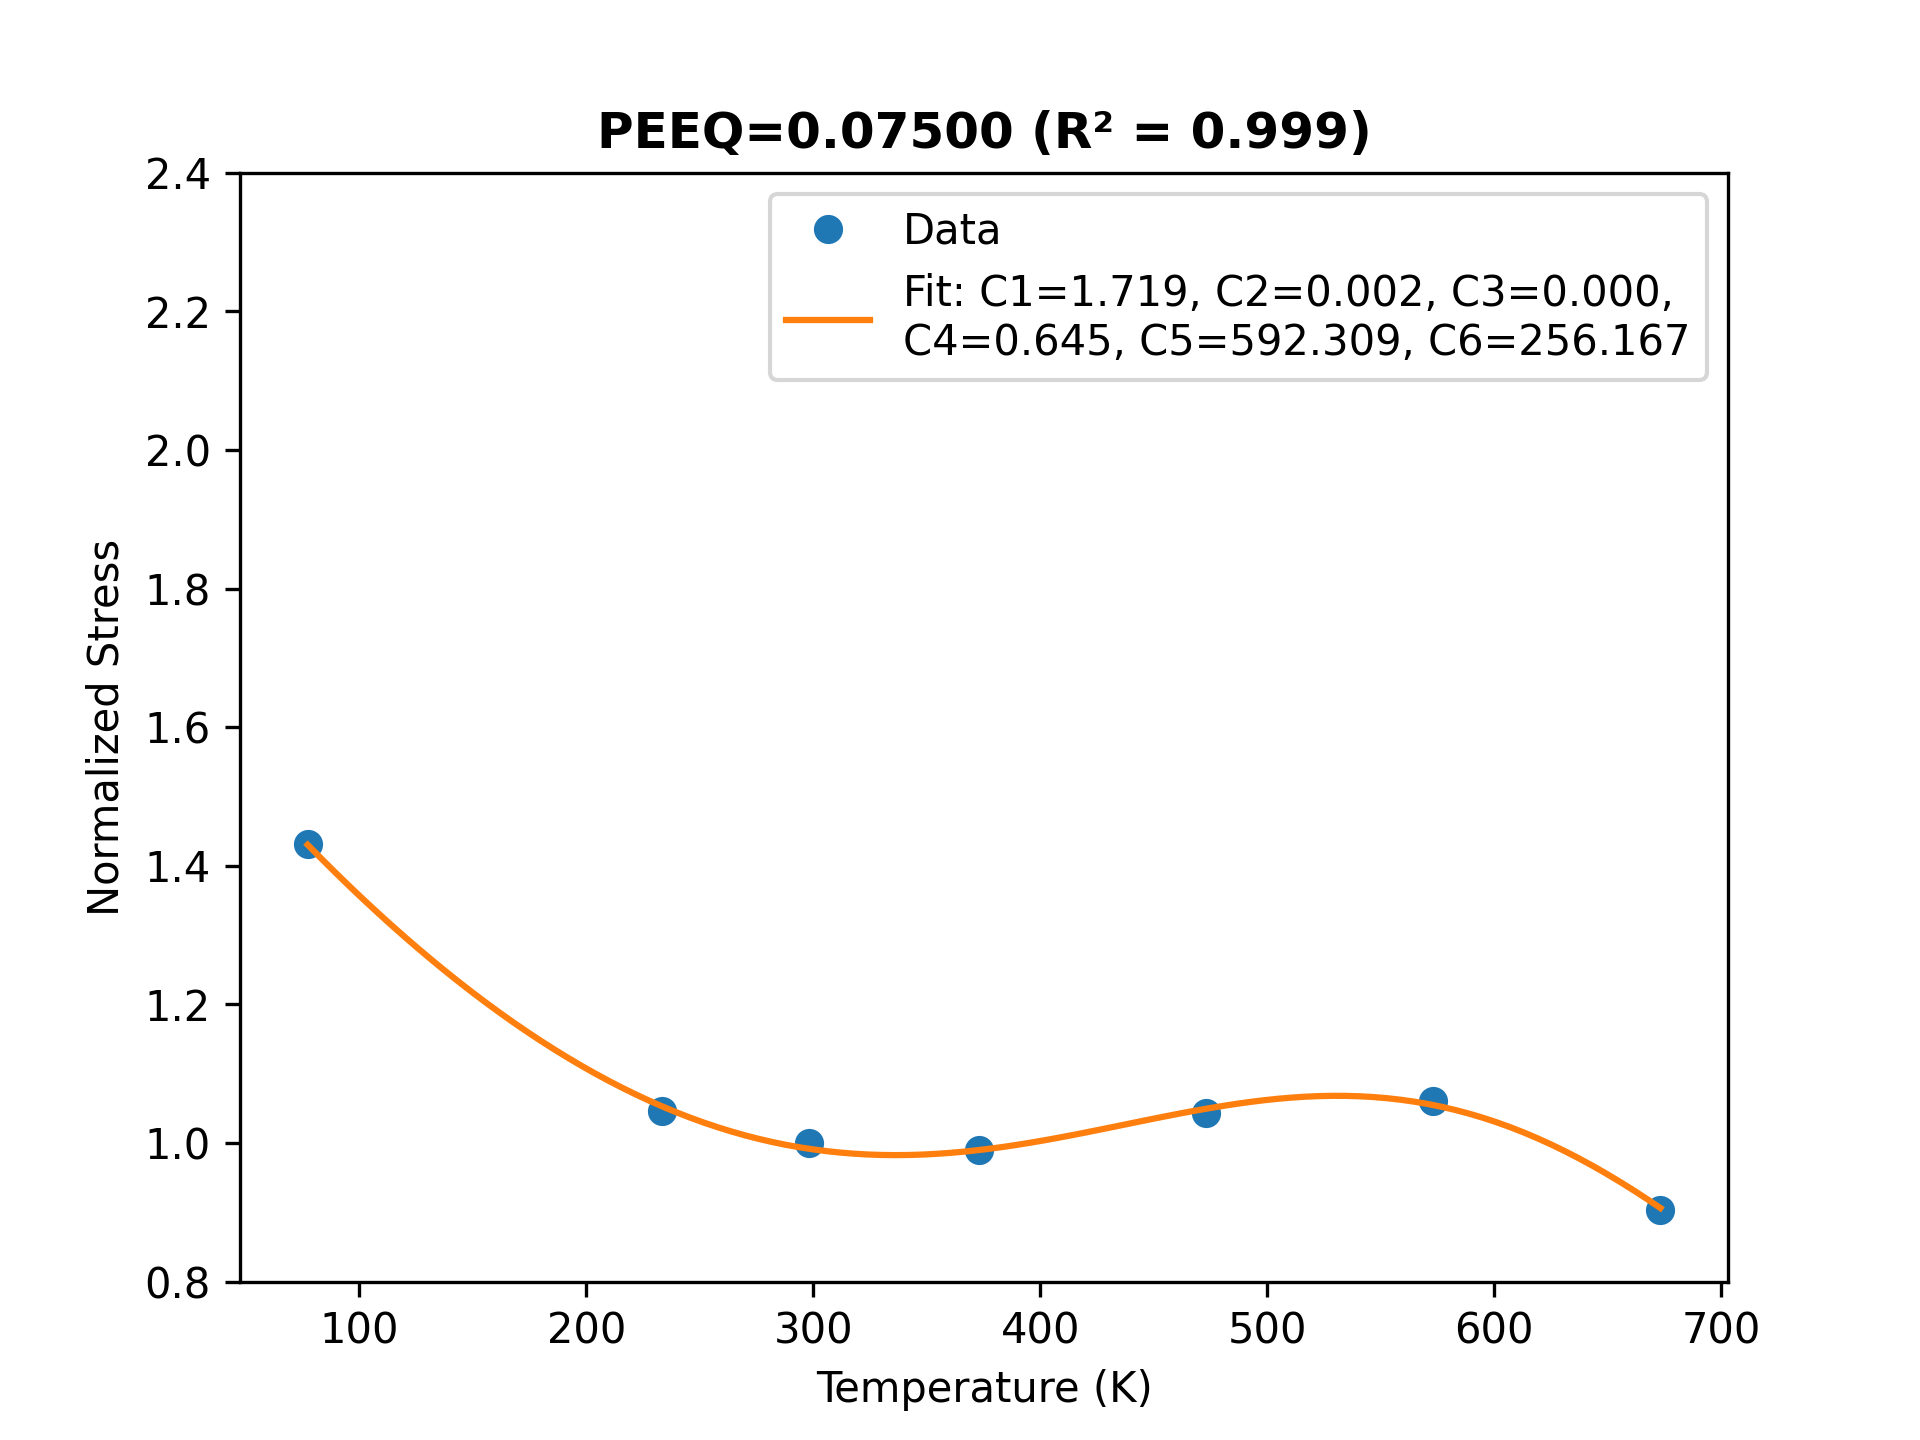 PEEQ=0.07500 (R² = 0.999)
Data
Fit: C1=1.719, C2=0.002, C3=0.000,
C4=0.645, C5=592.309, C6=256.167
2.4
2.2
2.0
1.8
1.6
1.4
1.2
1.0
0.8
Normalized Stress
100 200 300 400 500 600 700
Temperature (K)